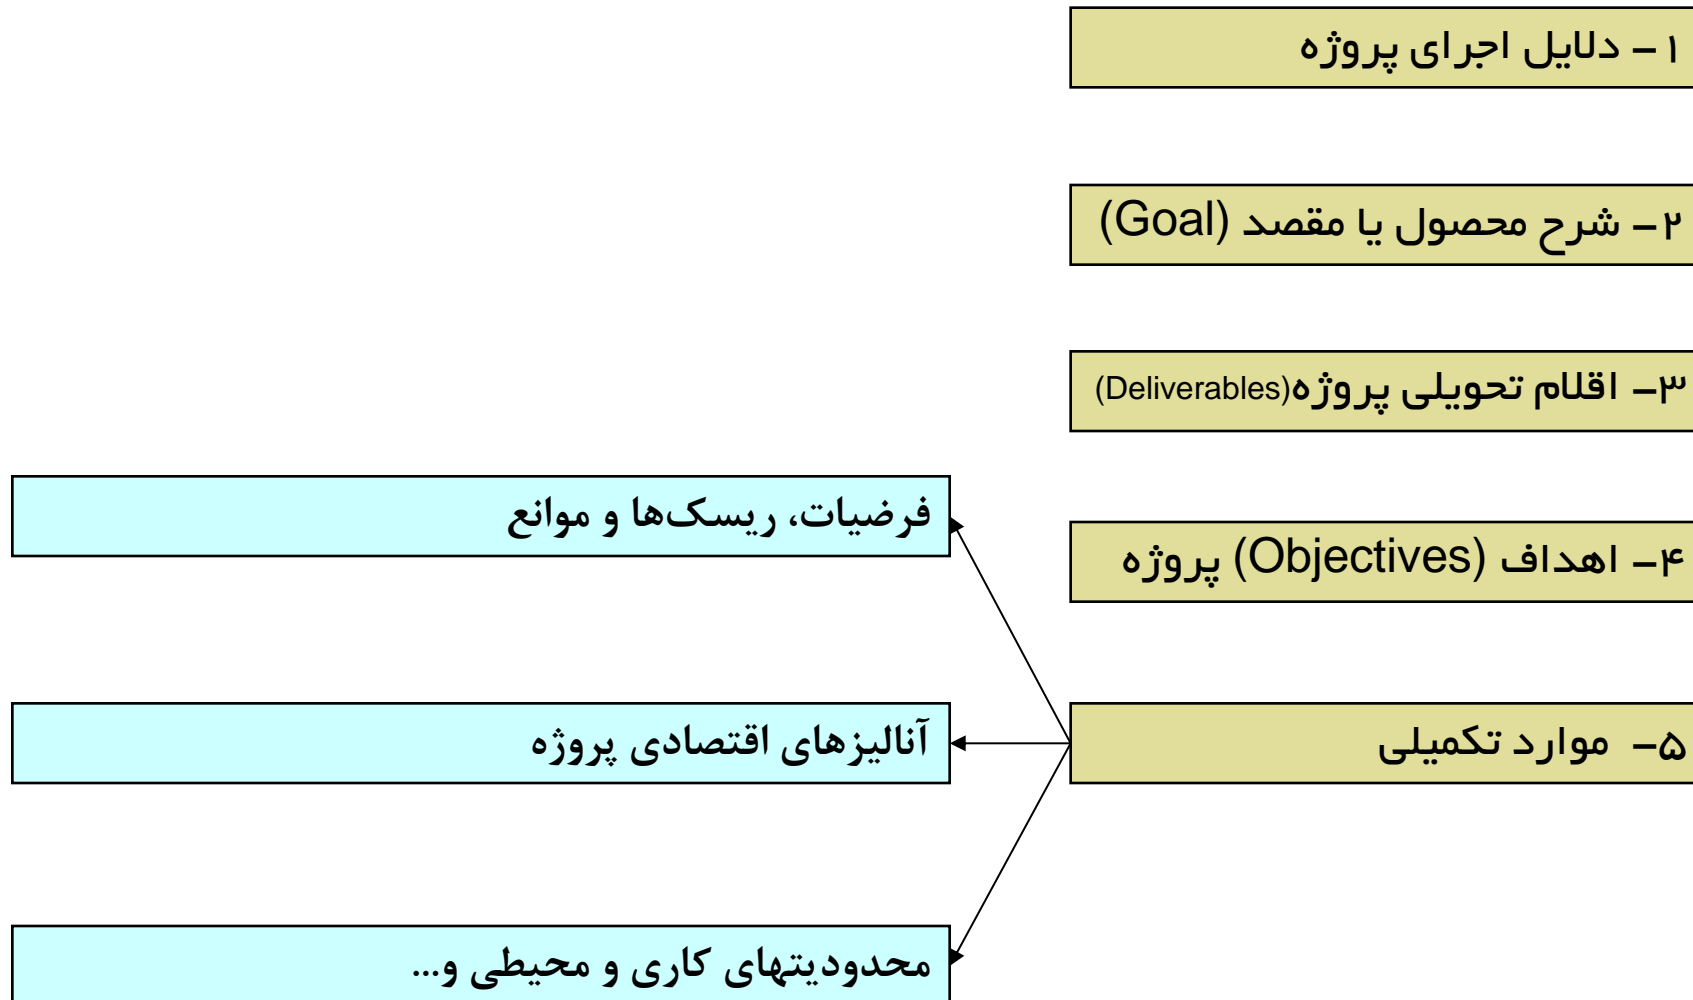 ۱- دلایل اجرای پروژه
۲- شرح محصول یا مقصد (Goal)
۳- اقلام تحویلی پروژه(Deliverables)
۴- اهداف (Objectives) پروژه
۵- موارد تکمیلی
فرضیات، ریسک‌ها و موانع
آنالیزهای اقتصادی پروژه
محدودیتهای کاری و محیطی و...